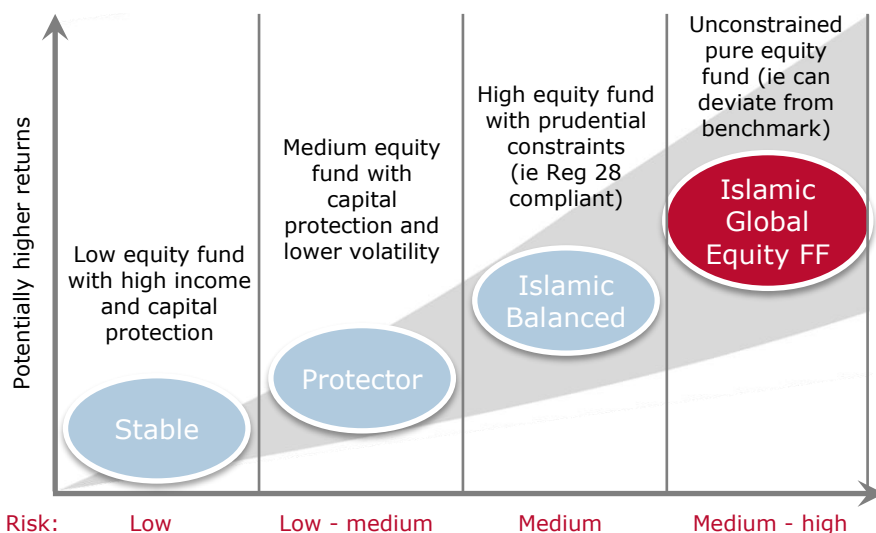 Potentially higher returns
Low equity fund
with high income
and capital
protection
Stable
Medium equity
fund with
capital
protection and
lower volatility
Protector
High equity fund
with prudential
constraints
(ie Reg 28
compliant)
Islamic
Balanced
Unconstrained
pure equity
fund (ie can
deviate from
benchmark)
Islamic
Global
Equity FF
Risk: Low Low - medium Medium Medium - high